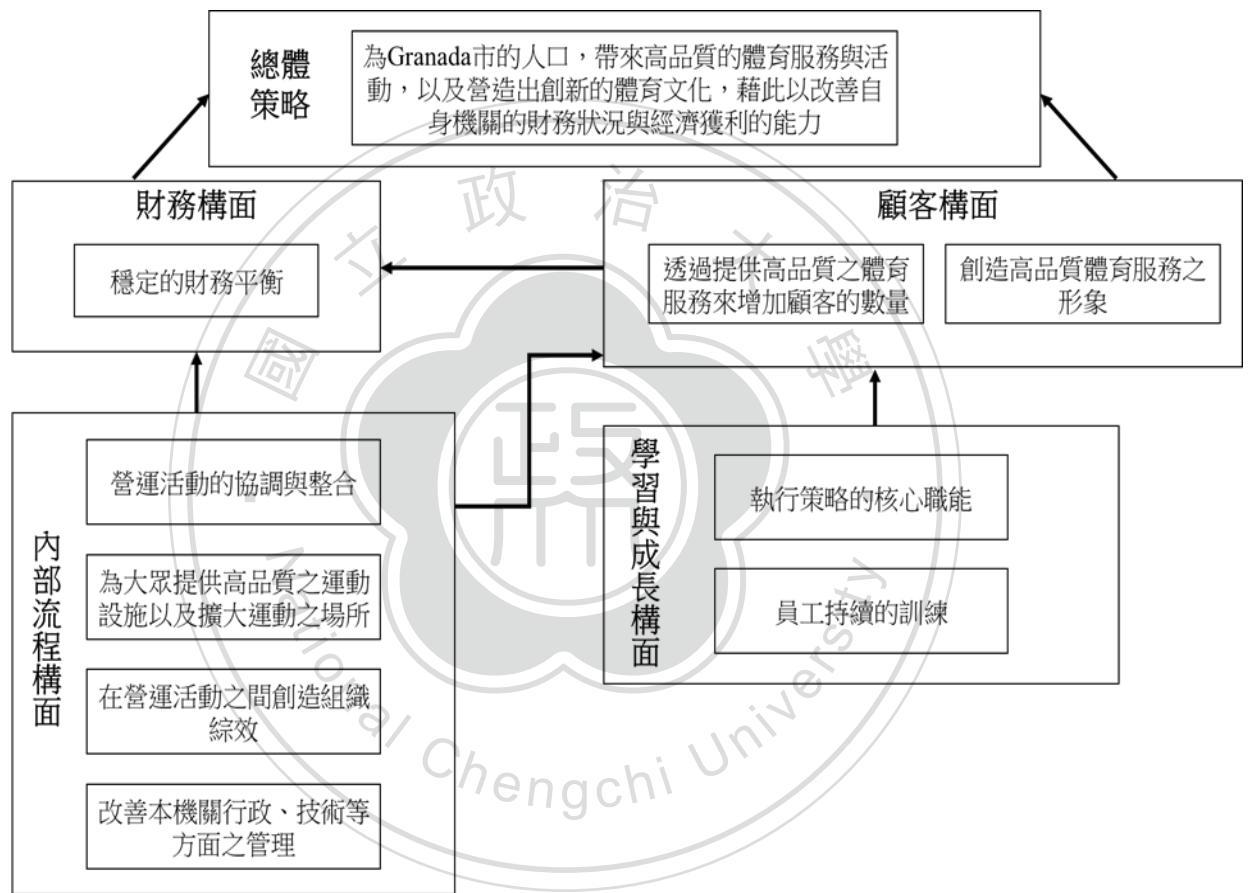 總體
策略
為Granada市的人口，帶來高品質的體育服務與活
動，以及營造出創新的體育文化，藉此以改善自
身機關的財務狀況與經濟獲利的能力
財務構面
穩定的財務平衡
顧客構面
透過提供高品質之體育
服務來增加顧客的數量
創造高品質體育服務之
形象
內部流程構面
營運活動的協調與整合
為大眾提供高品質之運動
設施以及擴大運動之場所
在營運活動之間創造組織
綜效
改善本機關行政、技術等
方面之管理
學習與成長構面
執行策略的核心職能
員工持續的訓練
國立政治大學
政
National Chengchi University